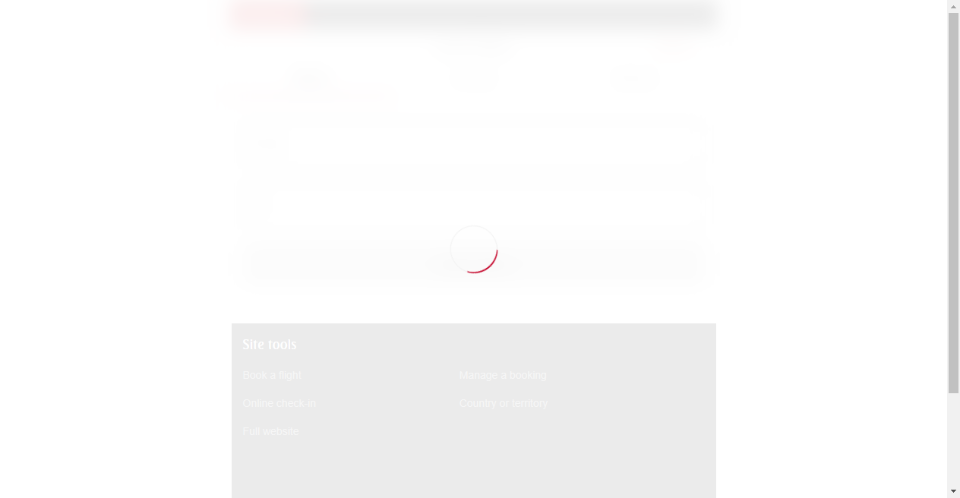 Site tools
Book a flight
Manage a booking
Online check-in
Country or territory
Full website